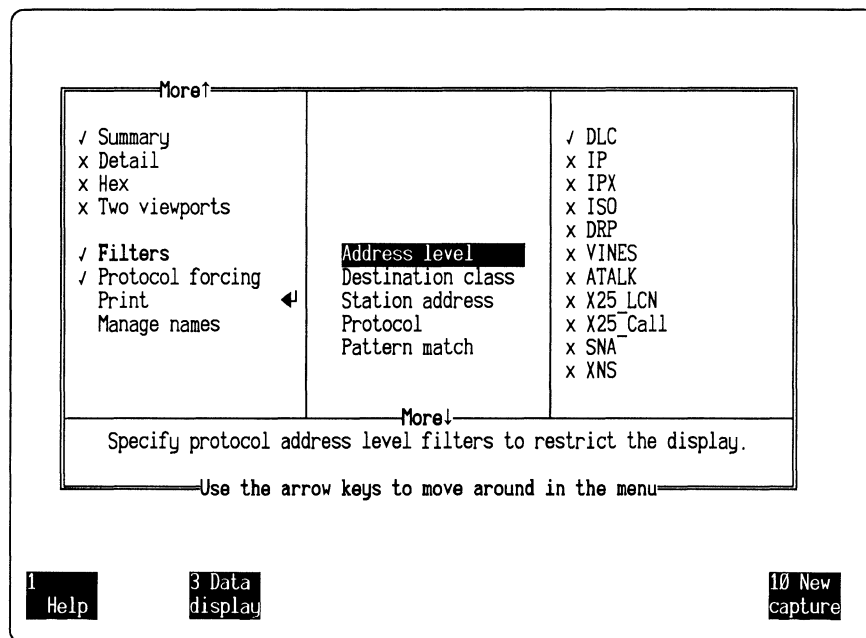 More↑
√ Summary
x Detail
x Hex
x Two viewports
√ Filters
√ Protocol forcing
Print ◄┘
Manage names
Address level
Destination class
Station address
Protocol
Pattern match
More↓
√ DLC
x IP
x IPX
x ISO
x DRP
x VINES
x ATALK
x X25_LCN
x X25_Call
x SNA
x XNS
Specify protocol address level filters to restrict the display.
Use the arrow keys to move around in the menu
1
Help
3 Data
display
10 New
capture